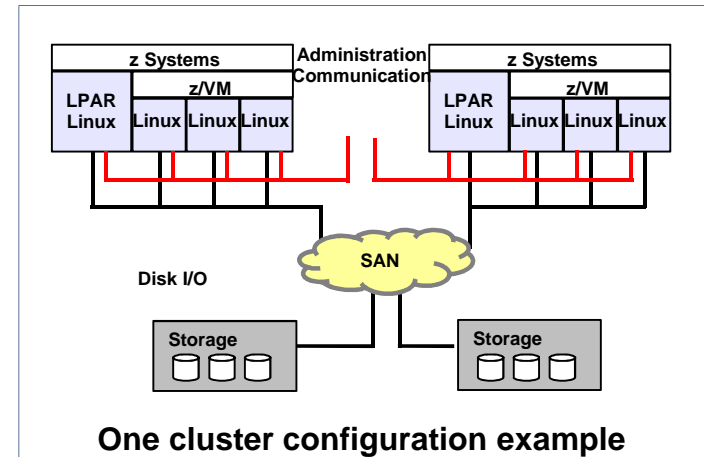 z Systems
z/VM
LPAR
Linux
Linux
Linux
Linux
Administration
Communication
z Systems
z/VM
LPAR
Linux
Linux
Linux
Linux
SAN
Disk I/O
Storage
Storage
One cluster configuration example